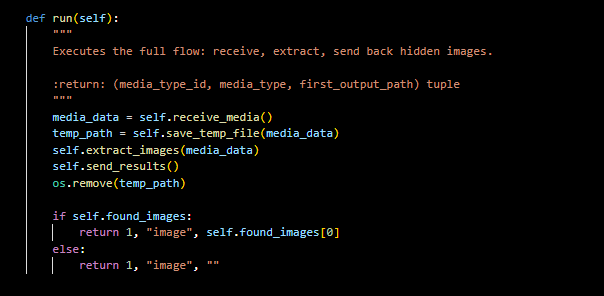 def run(self):
    """
    Executes the full flow: receive, extract, send back hidden images.

    :return: (media_type_id, media_type, first_output_path) tuple
    """
    media_data = self.receive_media()
    temp_path = self.save_temp_file(media_data)
    self.extract_images(media_data)
    self.send_results()
    os.remove(temp_path)

    if self.found_images:
        return 1, "image", self.found_images[0]
    else:
        return 1, "image", ""